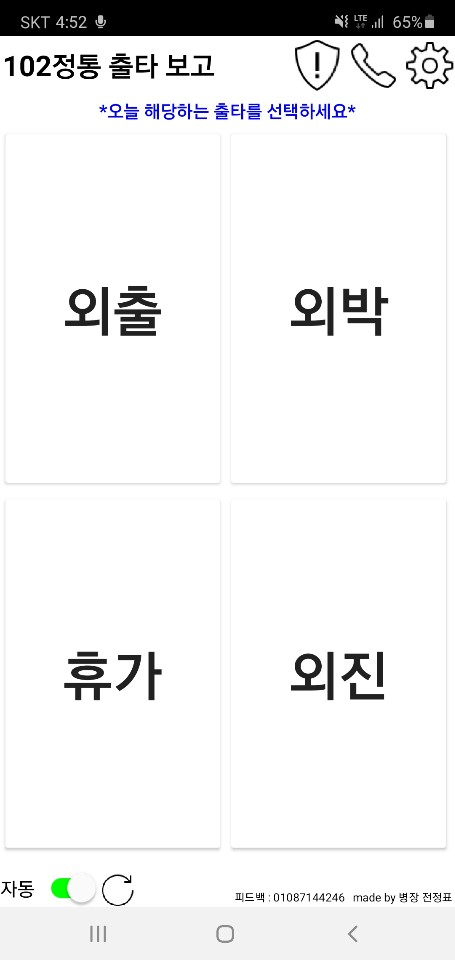 SKT 4:52 LTE 65%
102정통 출타 보고
*오늘 해당하는 출타를 선택하세요*
외출 외박
휴가 외진
자동
피드백 : 01087144246 made by 병장 전정표